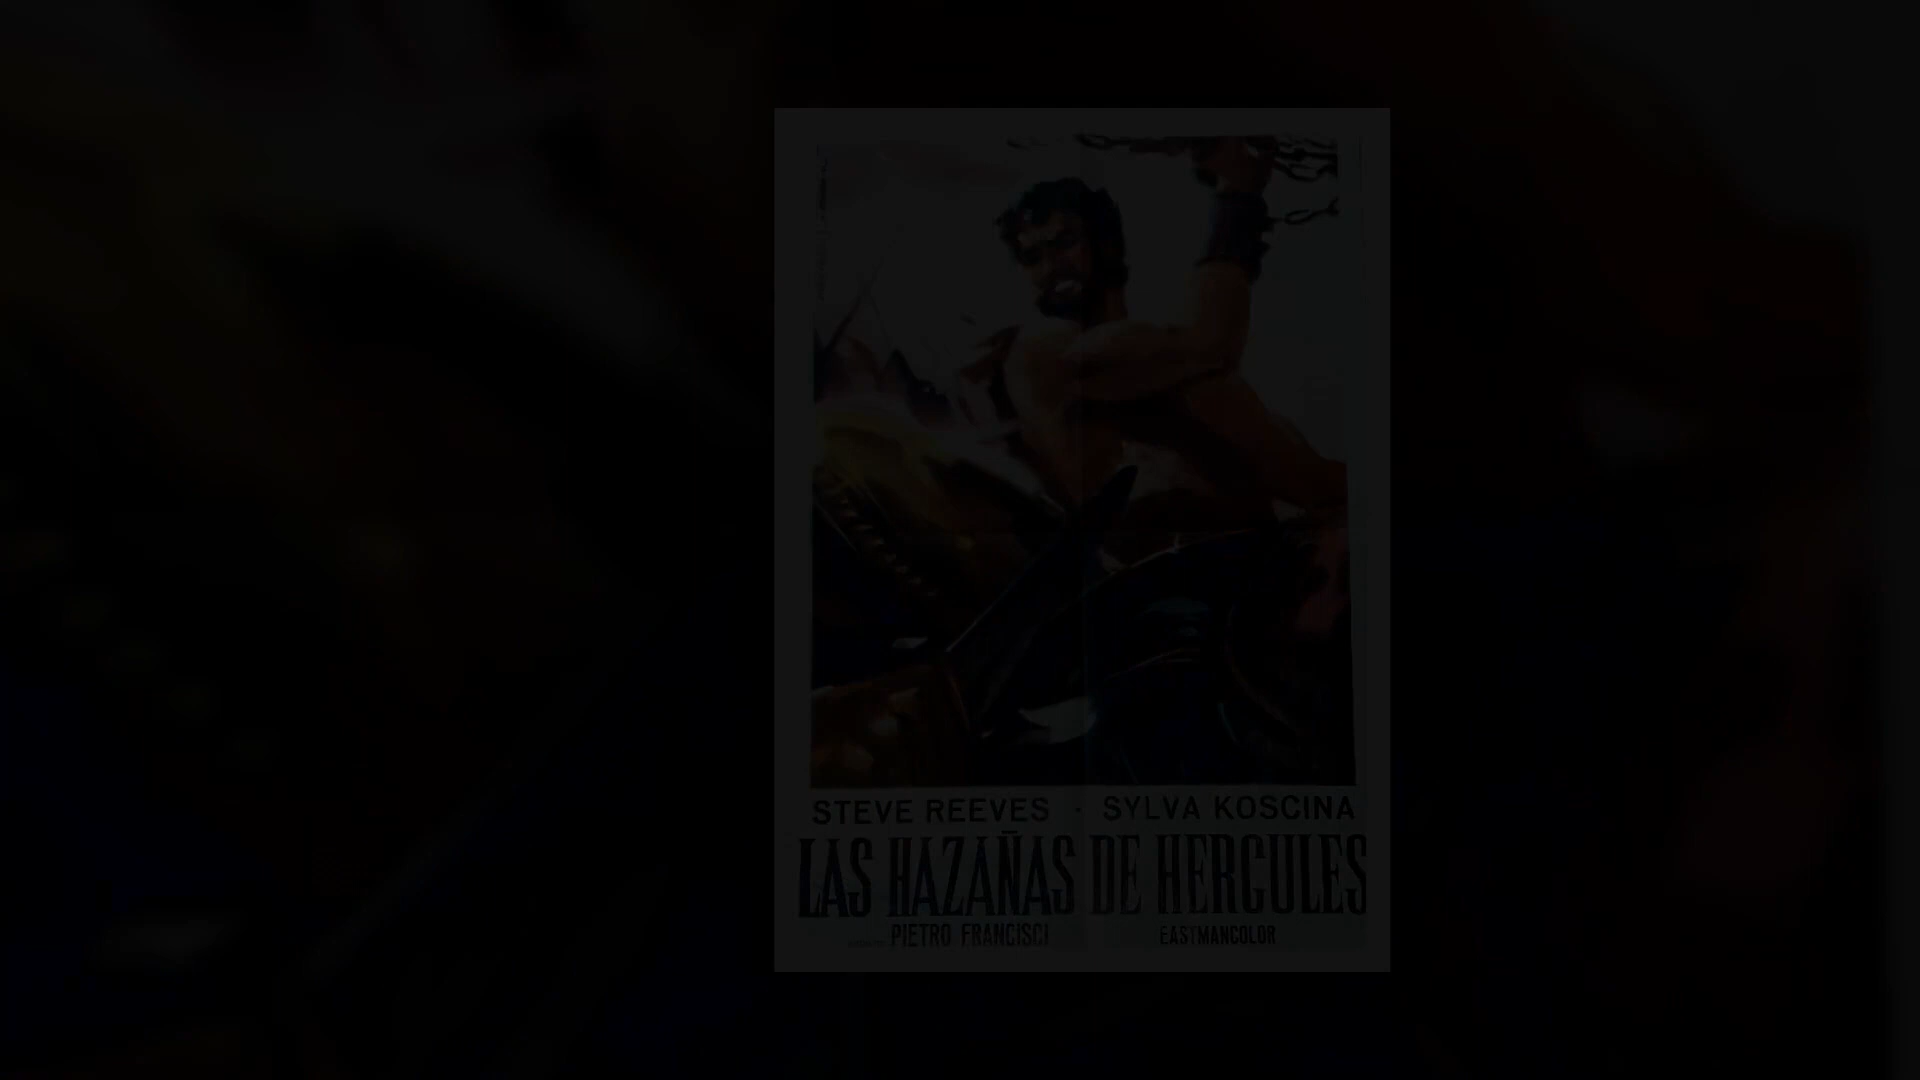 STEVE REEVES · SYLVA KOSCINA
LAS HAZAÑAS DE HERCULES
PIETRO FRANCISCI
EASTMANCOLOR